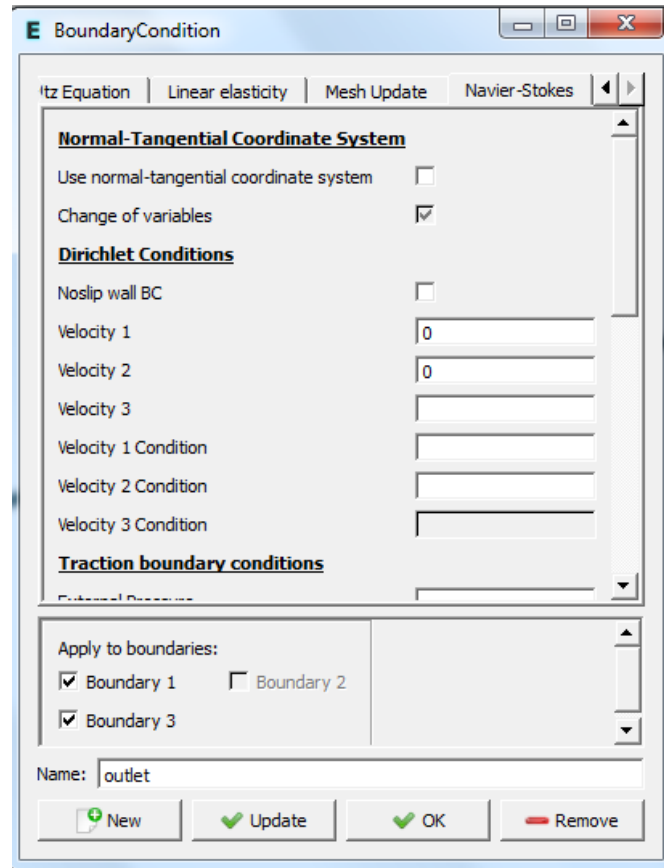 E BoundaryCondition
tz Equation Linear elasticity Mesh Update Navier-Stokes
Normal-Tangential Coordinate System
Use normal-tangential coordinate system
Change of variables
Dirichlet Conditions
Noslip wall BC
Velocity 1 0
Velocity 2 0
Velocity 3
Velocity 1 Condition
Velocity 2 Condition
Velocity 3 Condition
Traction boundary conditions
External Pressure
Apply to boundaries:
Boundary 1 Boundary 2
Boundary 3
Name: outlet
New Update OK Remove